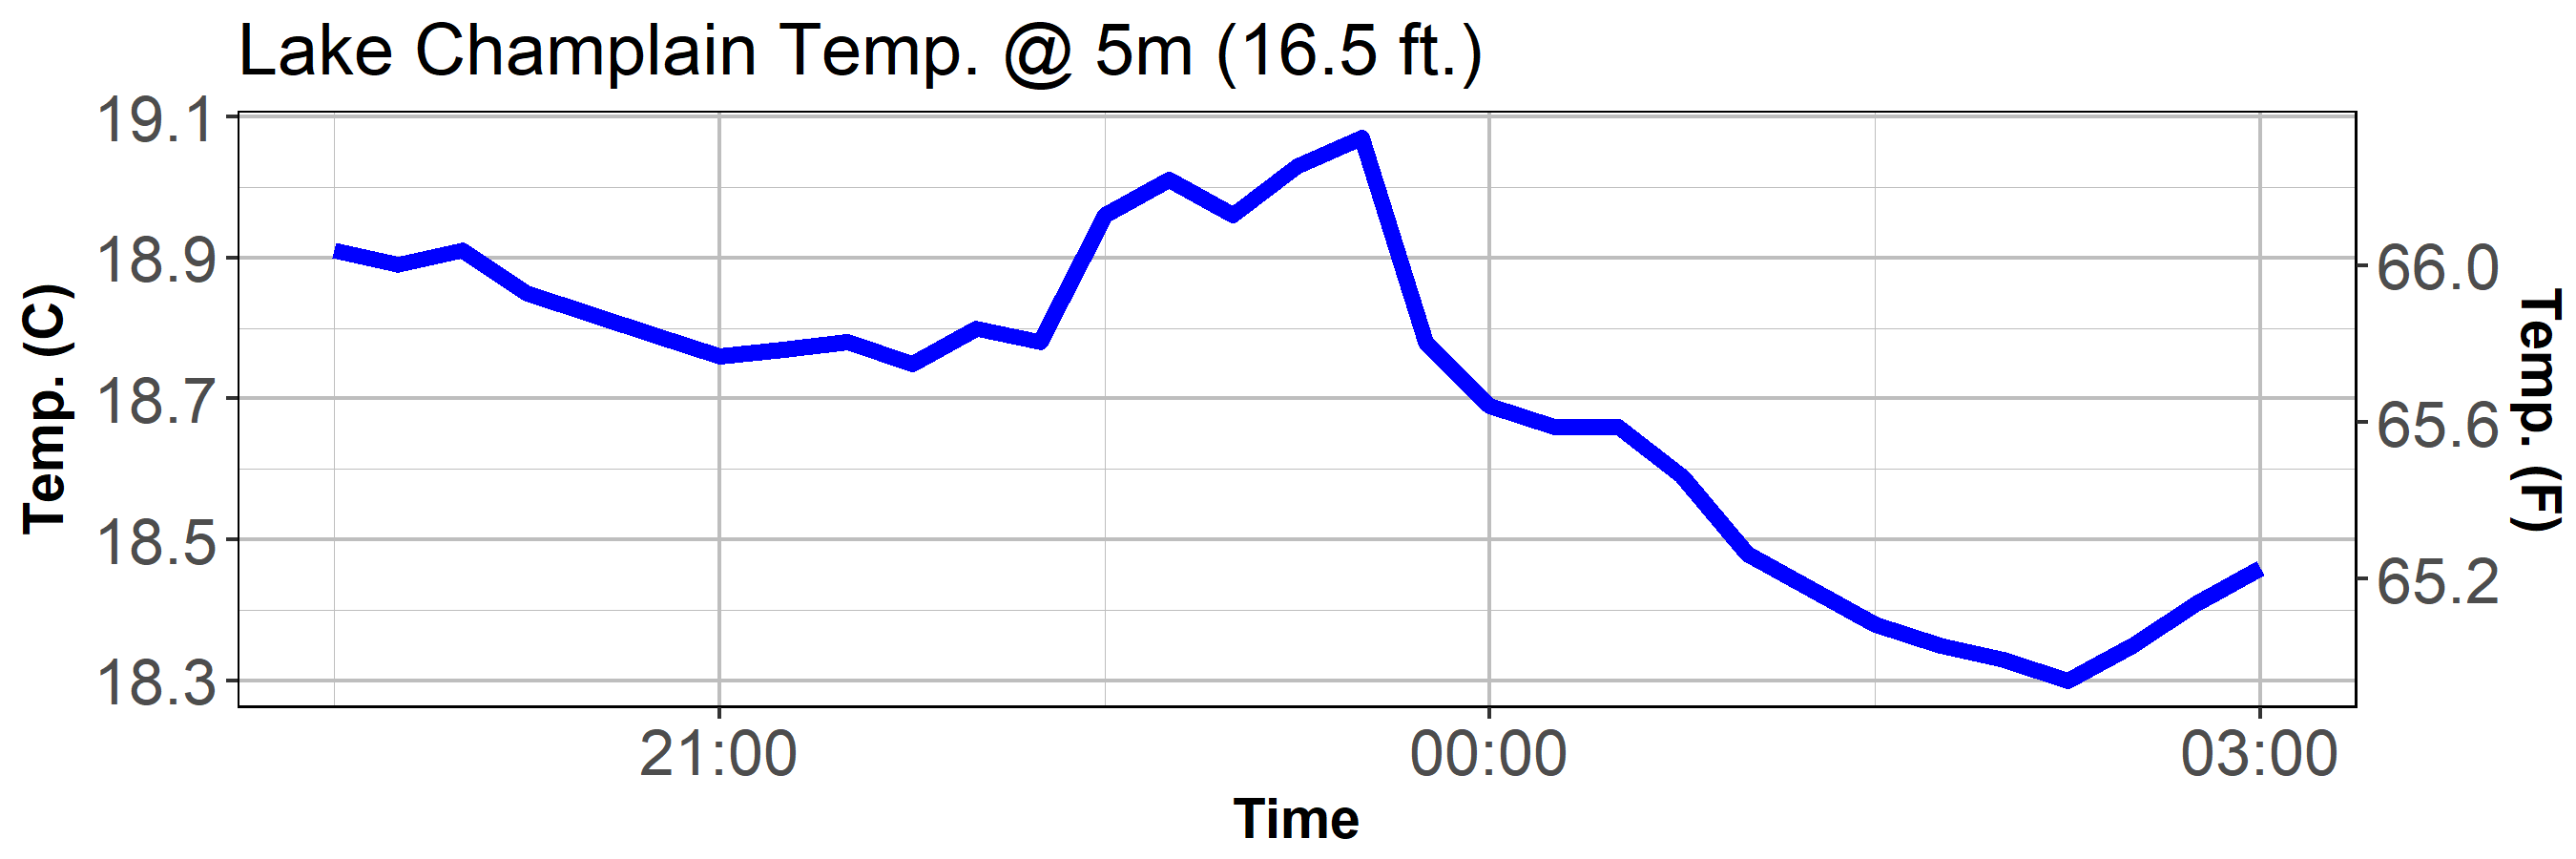 Lake Champlain Temp. @ 5m (16.5 ft.)
Temp. (C)
19.1
18.9
18.7
18.5
18.3
66.0
65.6
65.2
Temp. (F)
21:00
00:00
03:00
Time